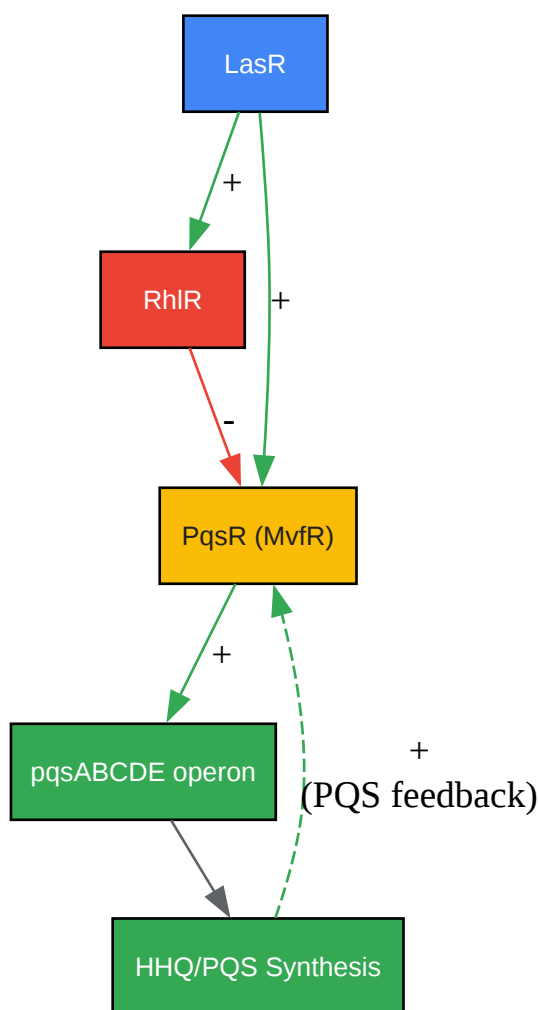 LasR
+
RhlR
+
-
PqsR (MvfR)
+
pqsABCDE operon
+
(PQS feedback)
HHQ/PQS Synthesis